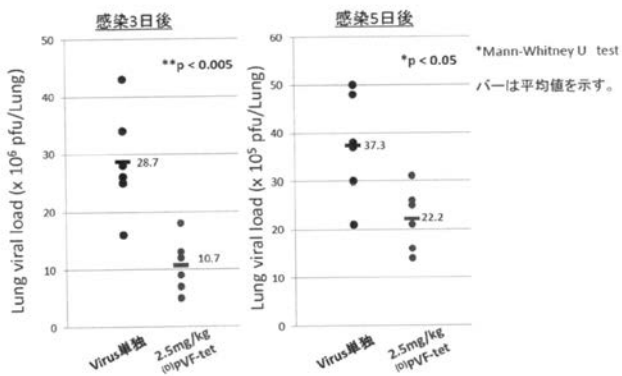 感染3日後
Lung viral load (x 10⁶ pfu/Lung)
50
40
30
20
10
0
**p < 0.005
28.7
10.7
Virus単独
2.5mg/kg
⁽ᴰ⁾PVF-tet
感染5日後
Lung viral load (x 10⁵ pfu/Lung)
60
50
40
30
20
10
0
*p < 0.05
37.3
22.2
Virus単独
2.5mg/kg
⁽ᴰ⁾PVF-tet
*Mann-Whitney U test
バーは平均値を示す。